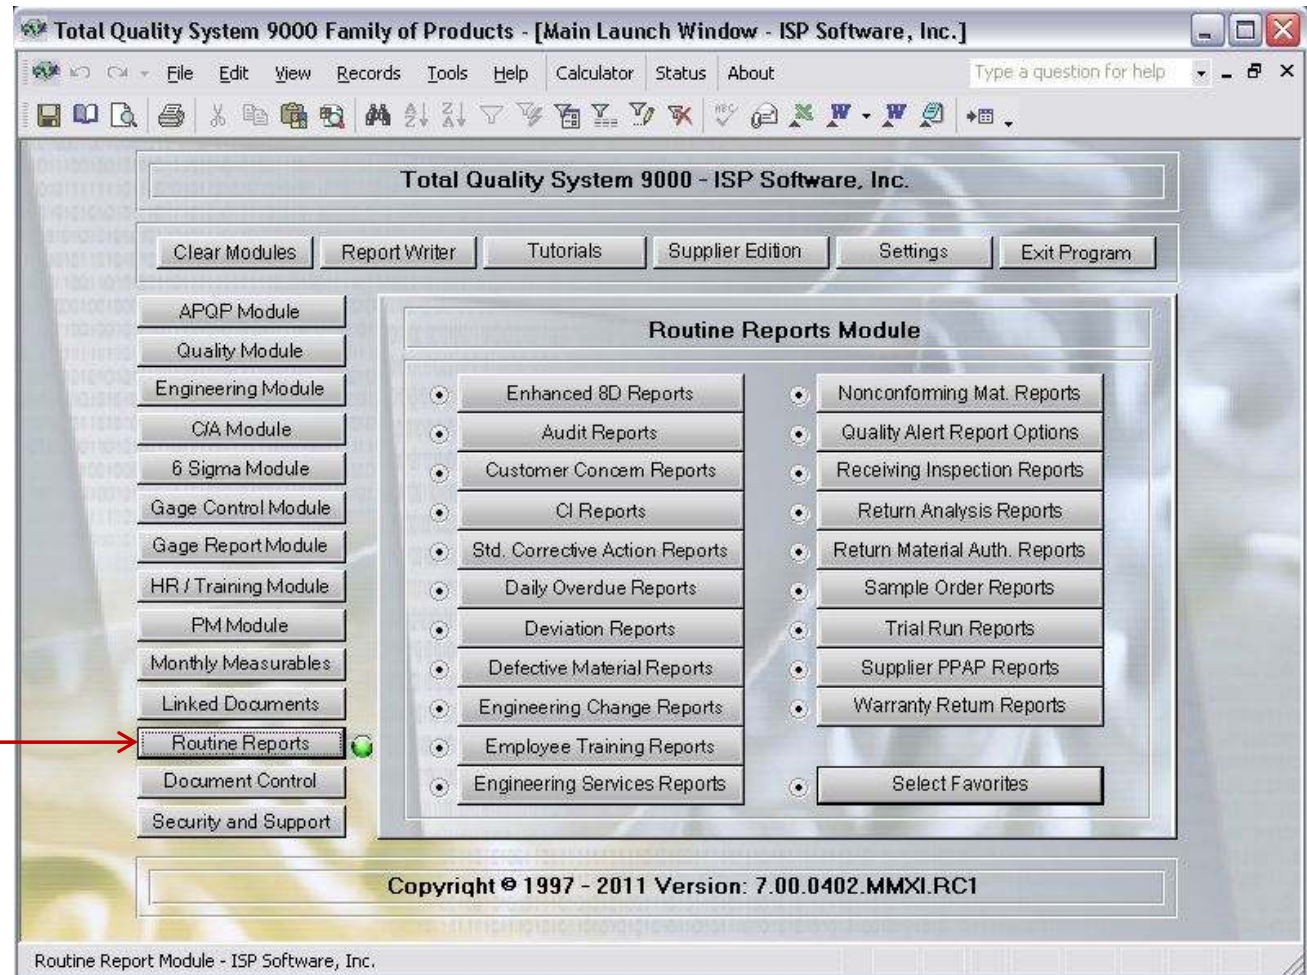 Total Quality System 9000 Family of Products - [Main Launch Window - ISP Software, Inc.]
File Edit View Records Tools Help Calculator Status About Type a question for help
Total Quality System 9000 - ISP Software, Inc.
Clear Modules Report Writer Tutorials Supplier Edition Settings Exit Program
APQP Module
Quality Module
Engineering Module
C/A Module
6 Sigma Module
Gage Control Module
Gage Report Module
HR / Training Module
PM Module
Monthly Measurables
Linked Documents
Routine Reports
Document Control
Security and Support
Routine Reports Module
Enhanced 8D Reports
Audit Reports
Customer Concern Reports
CI Reports
Std. Corrective Action Reports
Daily Overdue Reports
Deviation Reports
Defective Material Reports
Engineering Change Reports
Employee Training Reports
Engineering Services Reports
Nonconforming Mat. Reports
Quality Alert Report Options
Receiving Inspection Reports
Return Analysis Reports
Return Material Auth. Reports
Sample Order Reports
Trial Run Reports
Supplier PPAP Reports
Warranty Return Reports
Select Favorites
Copyright © 1997 - 2011 Version: 7.00.0402.MMXI.RC1
Routine Report Module - ISP Software, Inc.